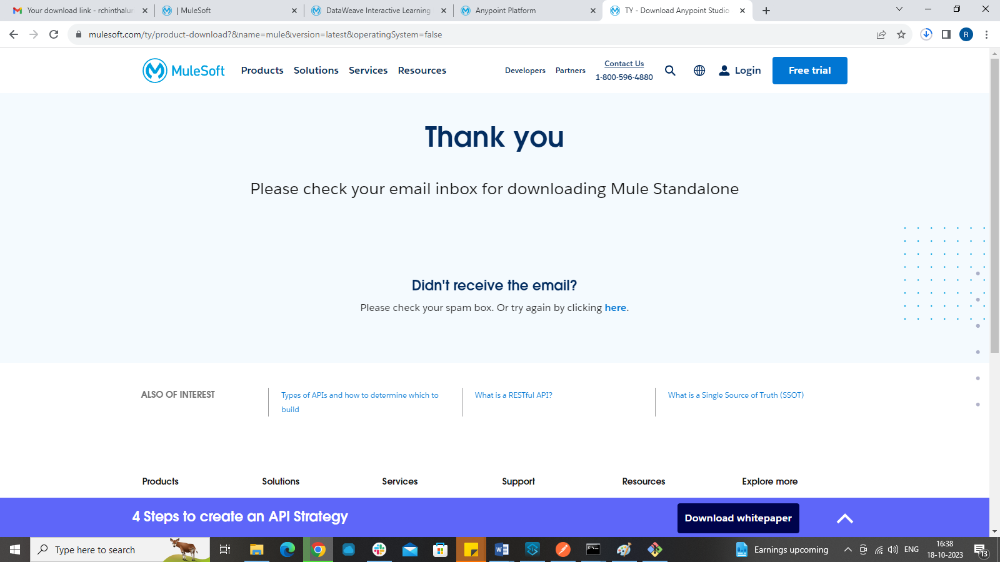 Your download link - rchinthalur
| MuleSoft
DataWeave Interactive Learning
Anypoint Platform
TY - Download Anypoint Studio
mulesoft.com/ty/product-download?&name=mule&version=latest&operatingSystem=false
R
MuleSoft
Products
Solutions
Services
Resources
Developers
Partners
Contact Us
1-800-596-4880
Login
Free trial
Thank you
Please check your email inbox for downloading Mule Standalone
Didn't receive the email?
Please check your spam box. Or try again by clicking here.
ALSO OF INTEREST
Types of APIs and how to determine which to
build
What is a RESTful API?
What is a Single Source of Truth (SSOT)
Products
Solutions
Services
Support
Resources
Explore more
4 Steps to create an API Strategy
Download whitepaper
Type here to search
Earnings upcoming
ENG
16:38
18-10-2023
13